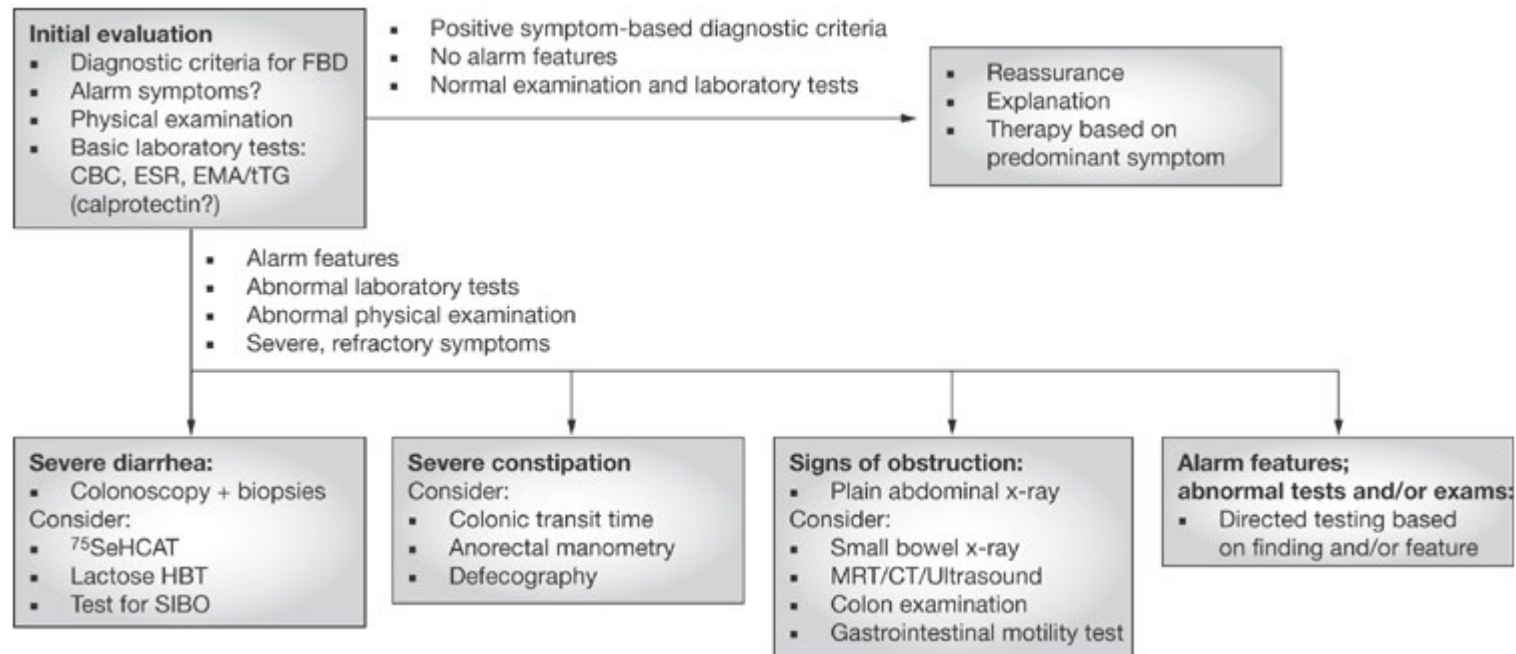 Initial evaluation
▪ Diagnostic criteria for FBD
▪ Alarm symptoms?
▪ Physical examination
▪ Basic laboratory tests:
CBC, ESR, EMA/tTG
(calprotectin?)
▪ Positive symptom-based diagnostic criteria
▪ No alarm features
▪ Normal examination and laboratory tests
▪ Reassurance
▪ Explanation
▪ Therapy based on
predominant symptom
▪ Alarm features
▪ Abnormal laboratory tests
▪ Abnormal physical examination
▪ Severe, refractory symptoms
Severe diarrhea:
▪ Colonoscopy + biopsies
Consider:
▪ ⁷⁵SeHCAT
▪ Lactose HBT
▪ Test for SIBO
Severe constipation
Consider:
▪ Colonic transit time
▪ Anorectal manometry
▪ Defecography
Signs of obstruction:
▪ Plain abdominal x-ray
Consider:
▪ Small bowel x-ray
▪ MRT/CT/Ultrasound
▪ Colon examination
▪ Gastrointestinal motility test
Alarm features;
abnormal tests and/or exams:
▪ Directed testing based
on finding and/or feature